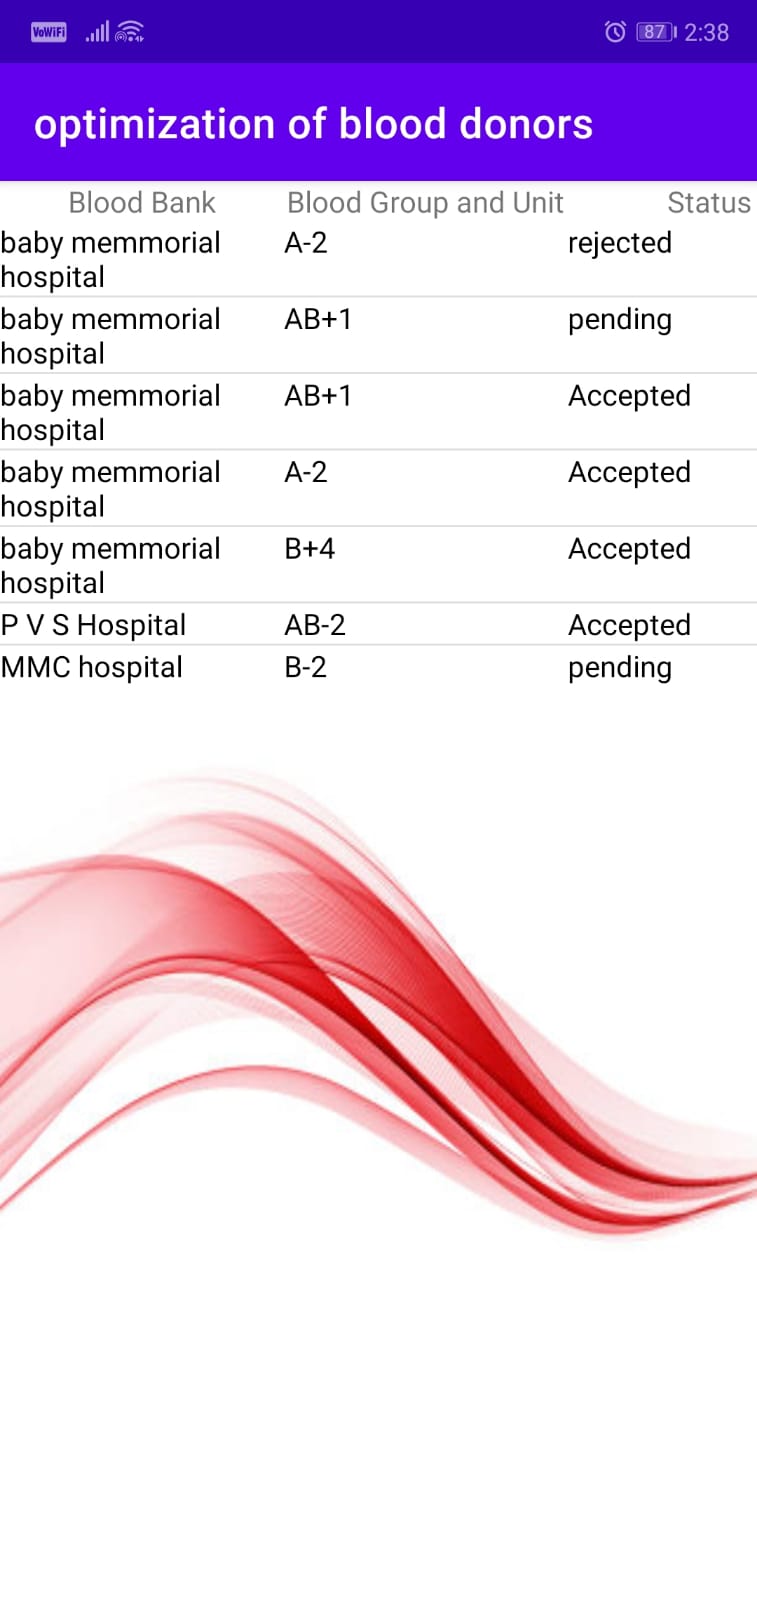 VoWiFi 87 2:38
optimization of blood donors
Blood Bank Blood Group and Unit Status
baby memmorial A-2 rejected
hospital
baby memmorial AB+1 pending
hospital
baby memmorial AB+1 Accepted
hospital
baby memmorial A-2 Accepted
hospital
baby memmorial B+4 Accepted
hospital
P V S Hospital AB-2 Accepted
MMC hospital B-2 pending